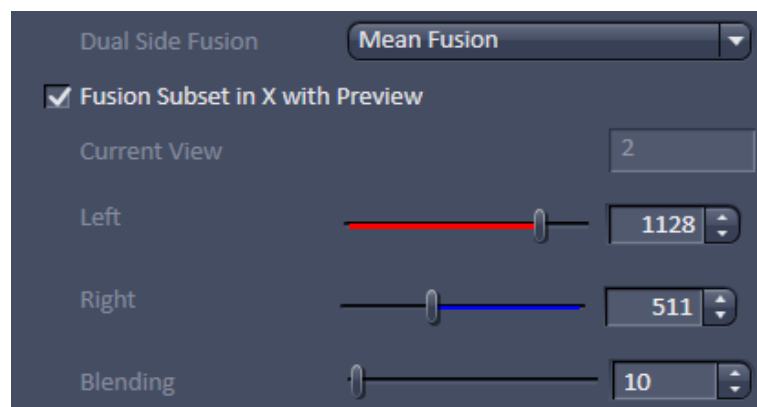 Dual Side Fusion Mean Fusion
Fusion Subset in X with Preview
Current View 2
Left 1128
Right 511
Blending 10